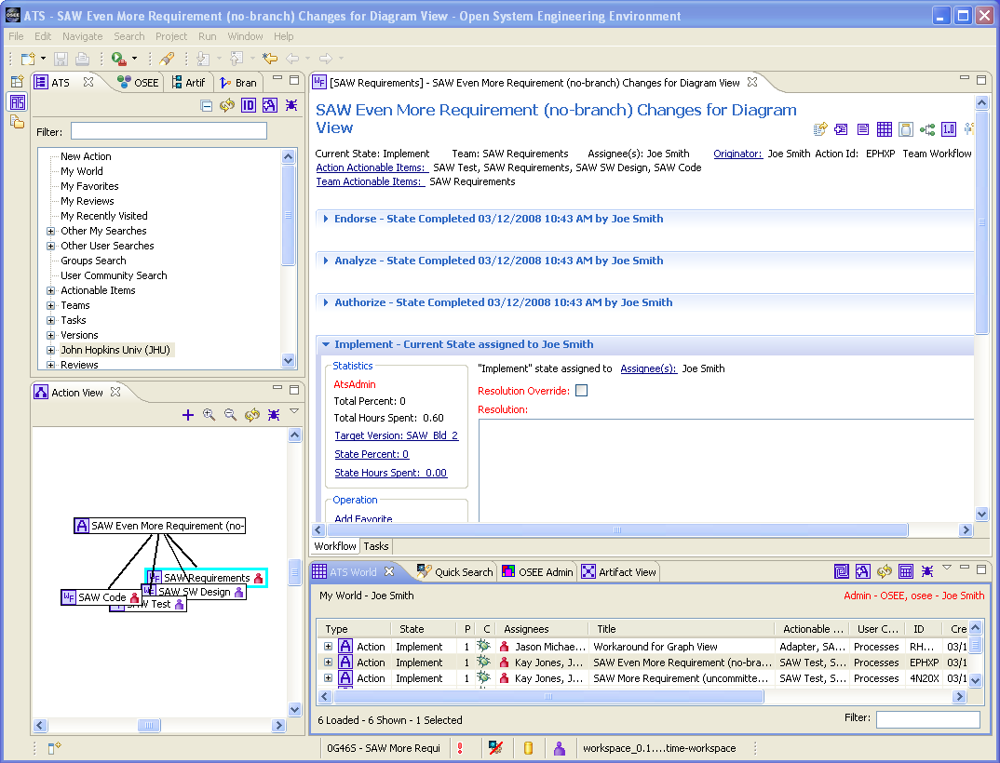 ATS - SAW Even More Requirement (no-branch) Changes for Diagram View - Open System Engineering Environment
File Edit Navigate Search Project Run Window Help
ATS OSEE Artif Bran
Filter:
New Action
My World
My Favorites
My Reviews
My Recently Visited
Other My Searches
Other User Searches
Groups Search
User Community Search
Actionable Items
Teams
Tasks
Versions
John Hopkins Univ (JHU)
Reviews
Action View
SAW Even More Requirement (no-
SAW Requirements
SAW SW Design
SAW Code
Test
[SAW Requirements] - SAW Even More Requirement (no-branch) Changes for Diagram View
SAW Even More Requirement (no-branch) Changes for Diagram
View
Current State: Implement Team: SAW Requirements Assignee(s): Joe Smith Originator: Joe Smith Action Id: EPHXP Team Workflow
Action Actionable Items: SAW Test, SAW Requirements, SAW SW Design, SAW Code
Team Actionable Items: SAW Requirements
Endorse - State Completed 03/12/2008 10:43 AM by Joe Smith
Analyze - State Completed 03/12/2008 10:43 AM by Joe Smith
Authorize - State Completed 03/12/2008 10:43 AM by Joe Smith
Implement - Current State assigned to Joe Smith
Statistics
AtsAdmin
Total Percent: 0
Total Hours Spent: 0.60
Target Version: SAW_Bld_2
State Percent: 0
State Hours Spent: 0.00
Operation
Add Favorite
"Implement" state assigned to Assignee(s): Joe Smith
Resolution Override:
Resolution:
Workflow Tasks
ATS World Quick Search OSEE Admin Artifact View
My World - Joe Smith Admin - OSEE, osee - Joe Smith
Type State P C Assignees Title Actionable ... User C... ID Cre
Action Implement 1 Jason Michae... Workaround for Graph View Adapter, SA... Processes RH... 03/1
Action Implement 1 Kay Jones, J... SAW Even More Requirement (no-bra... SAW Test, S... Processes EPHXP 03/1
Action Implement 1 Kay Jones, J... SAW More Requirement (uncommitte... SAW Test, S... Processes 4N20X 03/1
6 Loaded - 6 Shown - 1 Selected Filter:
0G46S - SAW More Requi workspace_0.1....time-workspace